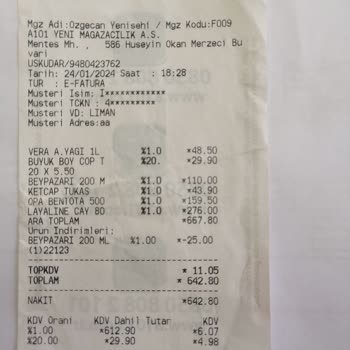 Mgz Adi:Ozgecan Yenisehi / Mgz Kodu:F009
A101 YENI MAGAZACILIK A.S.
Mentes Mh. , 586 Huseyin Okan Merzeci Bu
vari
USKUDAR/9480423762
Tarih: 24/01/2024 Saat : 18:28
TUR : E-FATURA
Musteri Isim: I************
Musteri TCKN : 4*********
Musteri VD: LIMAN
Musteri Adres:aa
VERA A.YAGI 1L %1.0 *48.50
BUYUK BOY COP T %20. *29.90
20 X 5.50
BEYPAZARI 200 M %1.0 *110.00
KETCAP TUKAS %1.0 *43.90
OPA BENTOTA 500 %1.0 *159.50
LAYALINE CAY 80 %1.0 *276.00
ARA TOPLAM *667.80
Urun Indirimleri:
BEYPAZARI 200 ML %1.00 *-25.00
(1)22123
TOPKDV * 11.05
TOPLAM * 642.80
NAKIT *642.80
KDV Orani KDV Dahil Tutar KDV
%1.00 *612.90 *6.07
%20.00 *29.90 *4.98